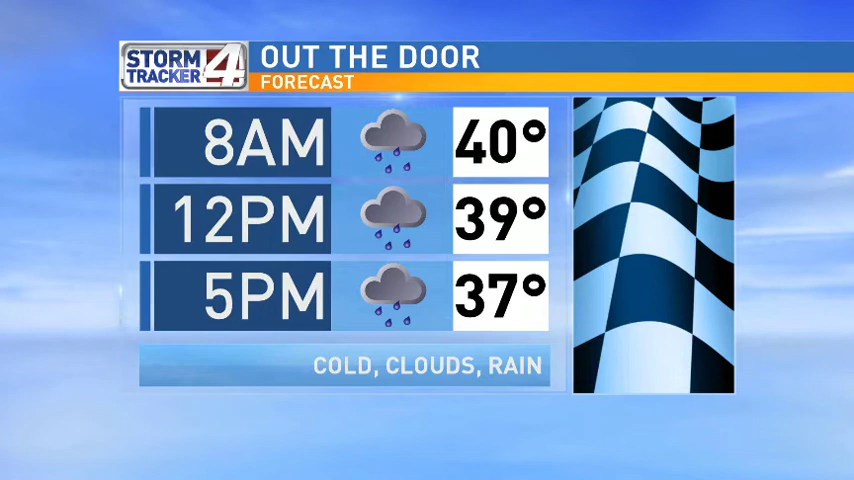 STORM
TRACKER 4
OUT THE DOOR
FORECAST
8AM 40°
12PM 39°
5PM 37°
COLD, CLOUDS, RAIN